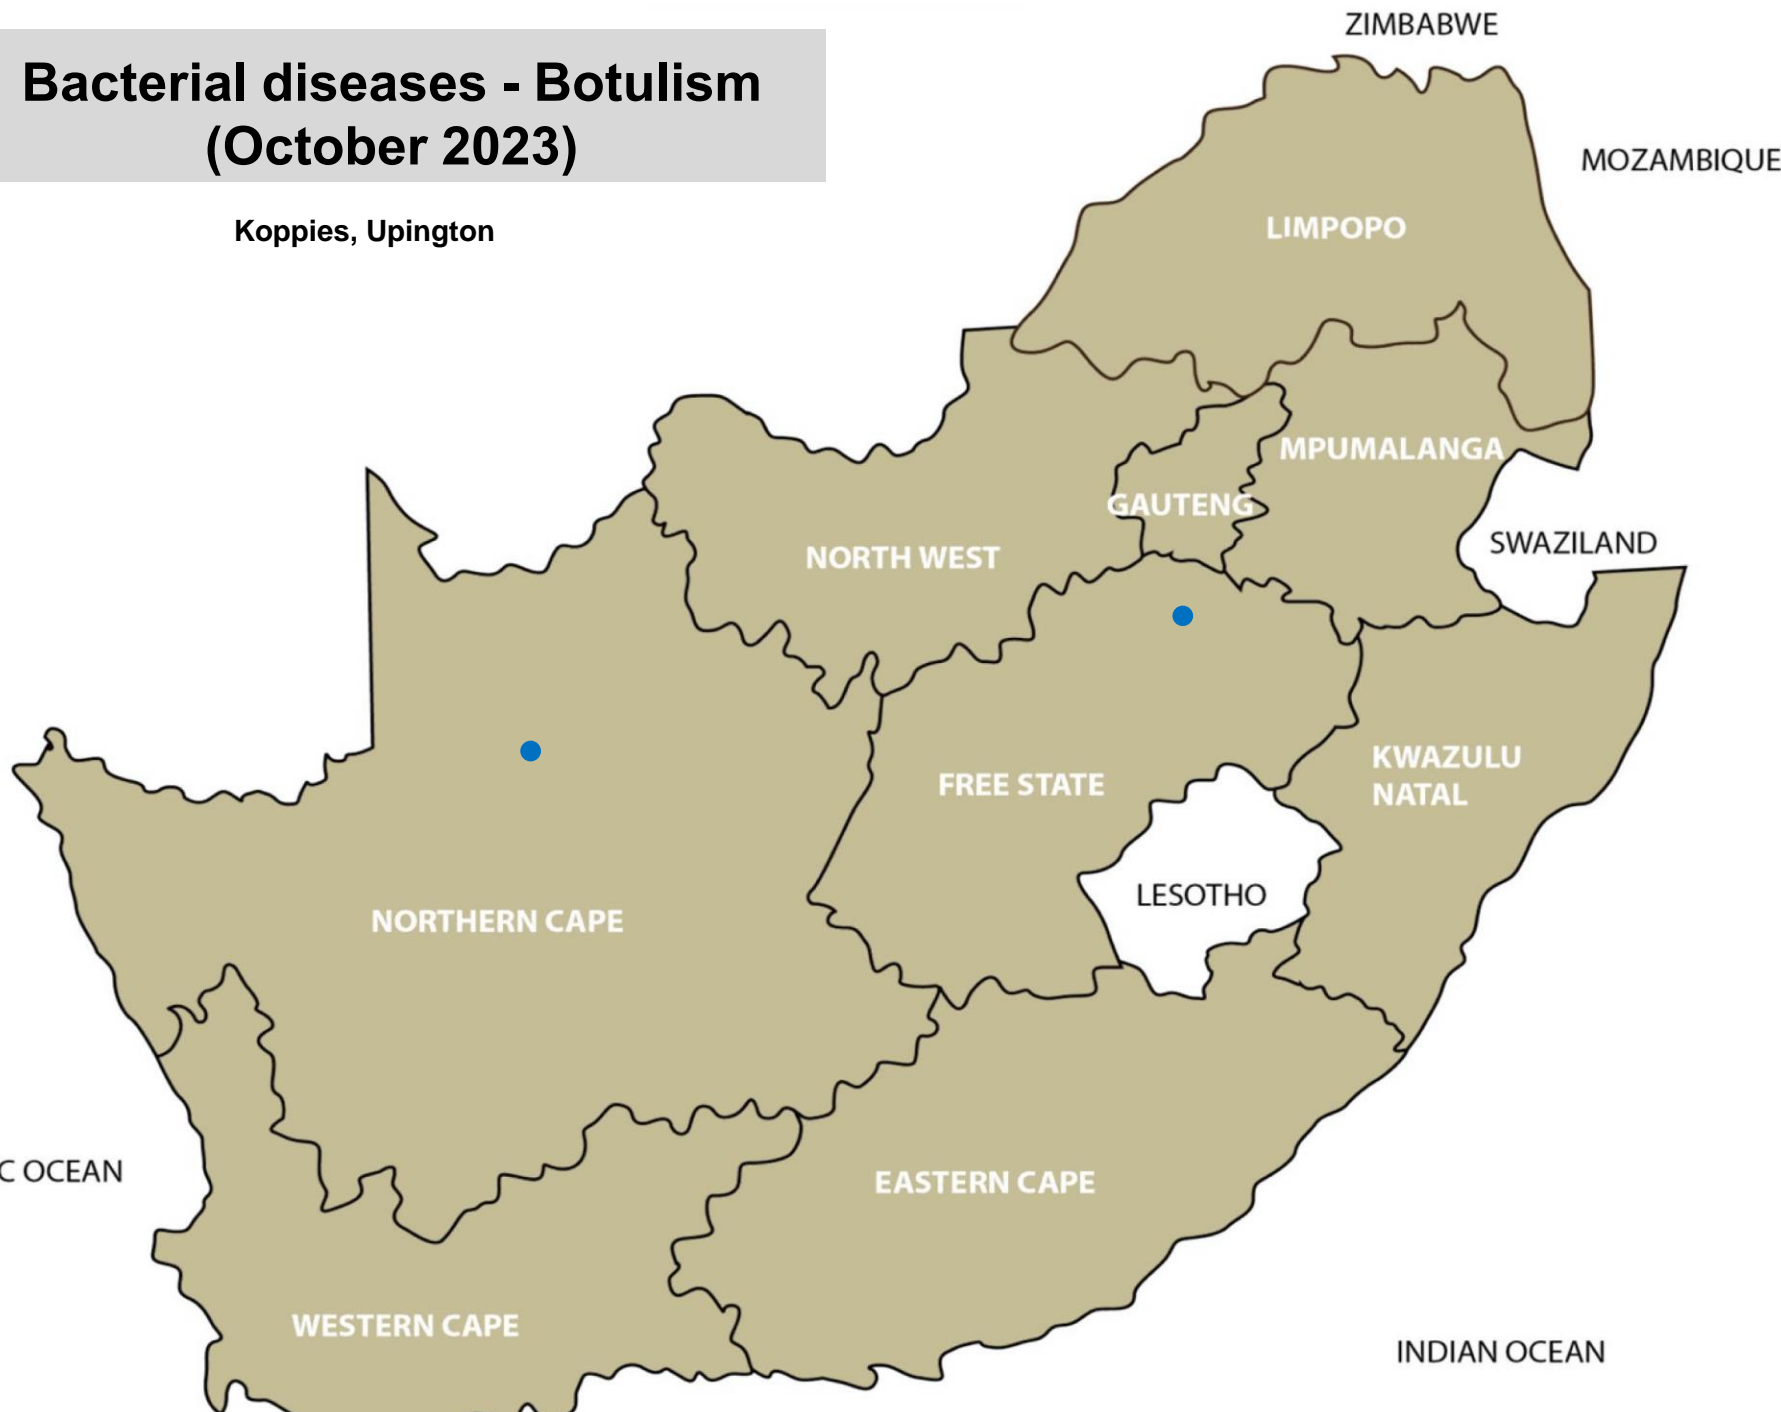 Bacterial diseases - Botulism
(October 2023)
Koppies, Upington
ZIMBABWE
MOZAMBIQUE
LIMPOPO
MPUMALANGA
GAUTENG
SWAZILAND
NORTH WEST
KWAZULU
NATAL
FREE STATE
LESOTHO
NORTHERN CAPE
C OCEAN
EASTERN CAPE
WESTERN CAPE
INDIAN OCEAN